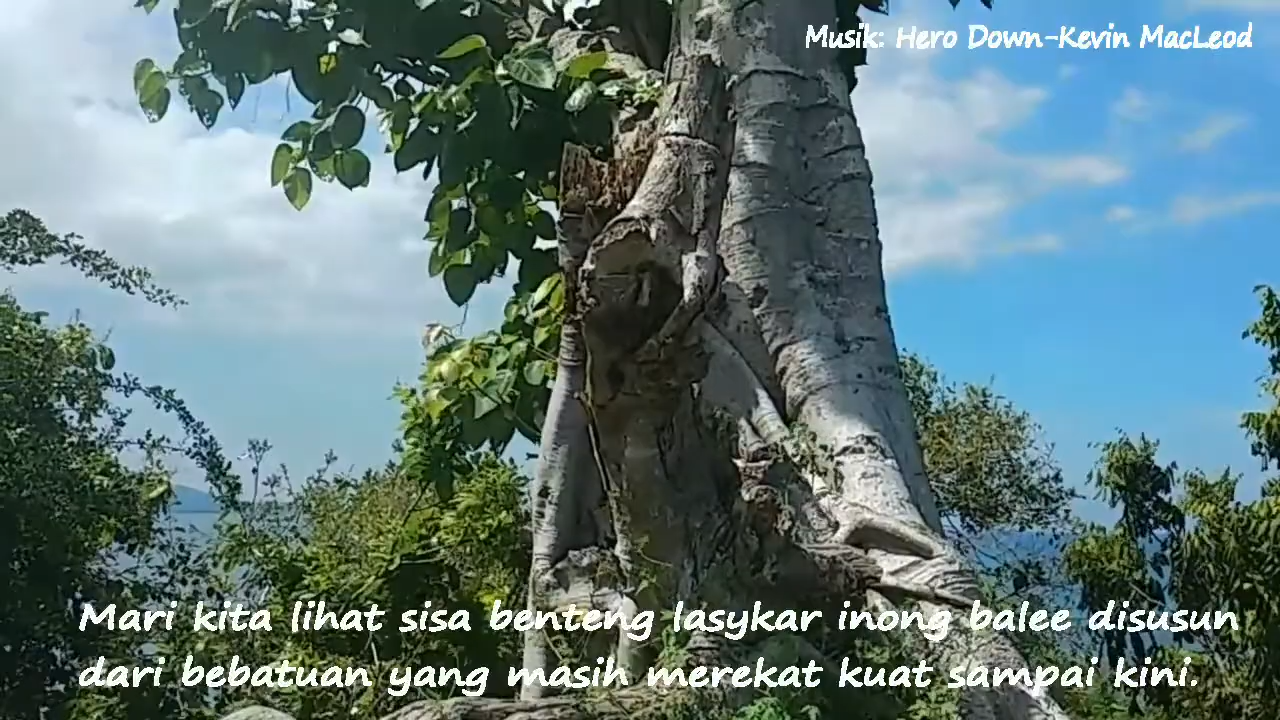 Musik: Hero Down-Kevin MacLeod
Mari kita lihat sisa benteng lasykar inong balee disusun
dari bebatuan yang masih merekat kuat sampai kini.